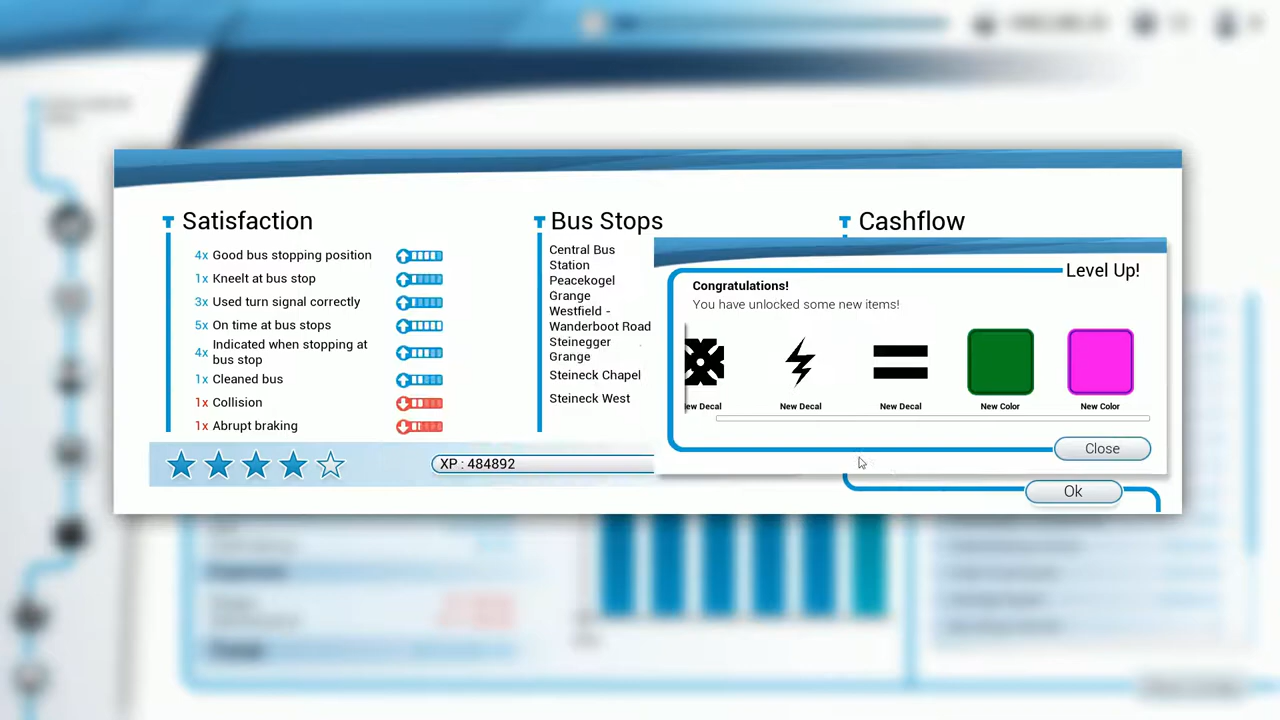 Satisfaction
4x Good bus stopping position
1x Kneelt at bus stop
3x Used turn signal correctly
5x On time at bus stops
4x Indicated when stopping at
bus stop
1x Cleaned bus
1x Collision
1x Abrupt braking
XP : 484892
Bus Stops
Central Bus
Station
Peacekogel
Grange
Westfield -
Wanderboot Road
Steinegger
Grange
Steineck Chapel
Steineck West
Cashflow
Level Up!
Congratulations!
You have unlocked some new items!
ew Decal
New Decal
New Decal
New Color
New Color
Close
Ok